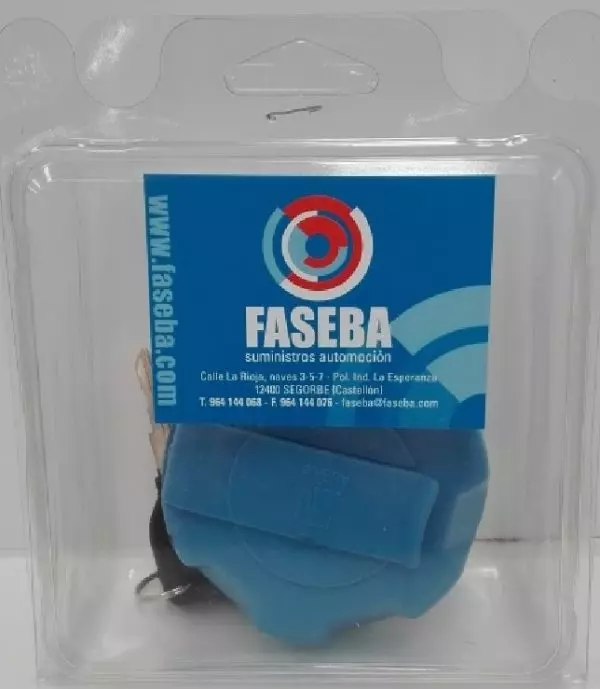 www.faseba.com
FASEBA
suministros automoción
Calle La Rioja, naves 3-5-7 - Pol. Ind. La Esperanza
12400 SEGORBE (Castellón)
T. 964 144 068 - F. 964 144 076 - faseba@faseba.com